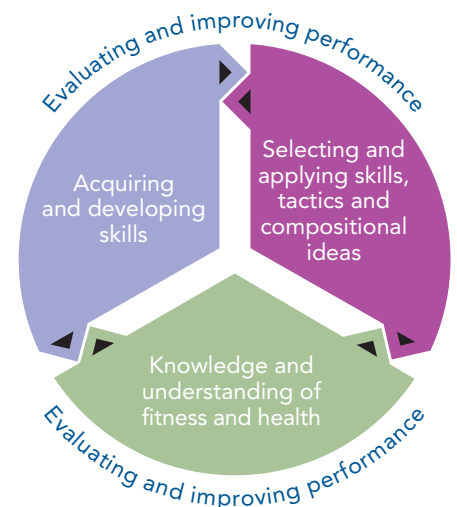 Evaluating and improving performance
Acquiring
and developing
skills
Selecting and
applying skills,
tactics and
compositional
ideas
Knowledge and
understanding of
fitness and health
Evaluating and improving performance